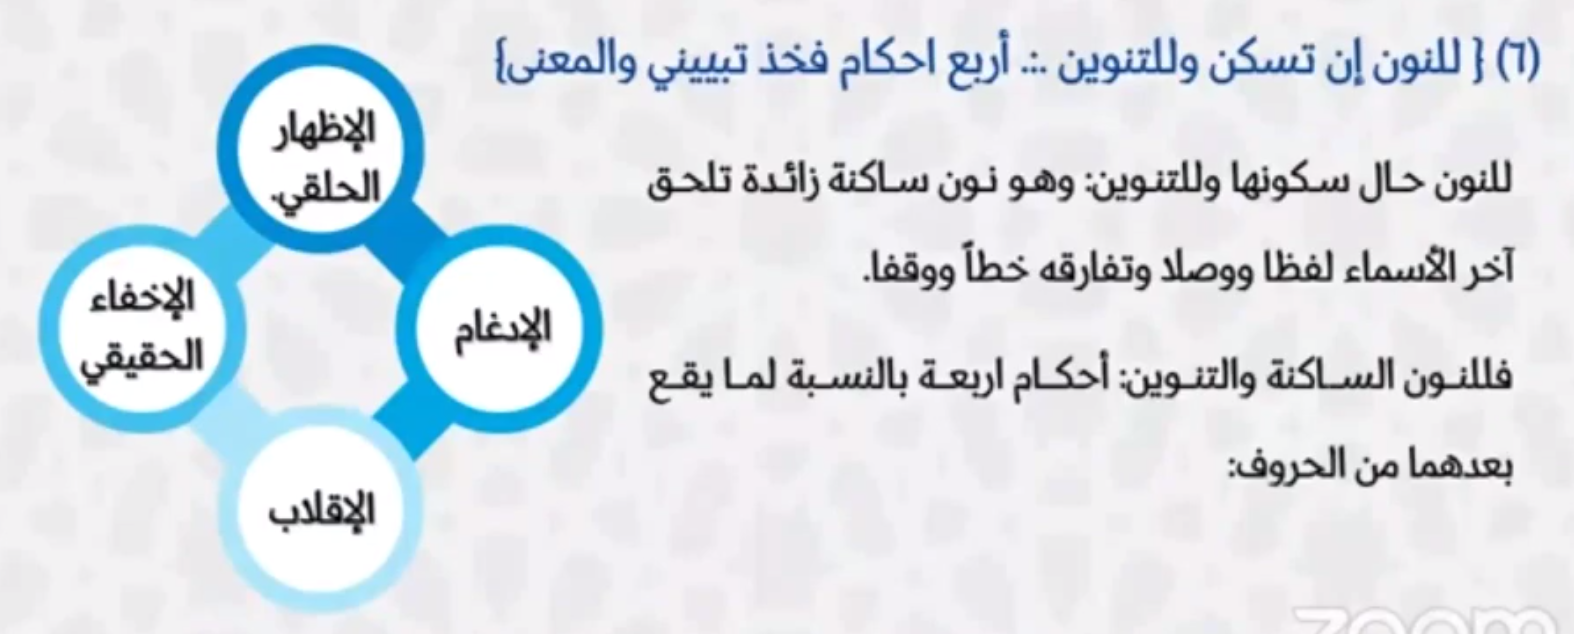 (٦) { للنون إن تسكن وللتنوين .:. أربع احكام فخذ تبييني والمعنى}
للنون حال سكونها وللتنوين: وهو نون ساكنة زائدة تلحق
آخر الأسماء لفظا ووصلا وتفارقه خطاً ووقفا.
فللنون الساكنة والتنوين: أحكام اربعة بالنسبة لما يقع
بعدهما من الحروف:
الإظهار
الحلقي.
الإدغام
الإقلاب
الإخفاء
الحقيقي
zoom